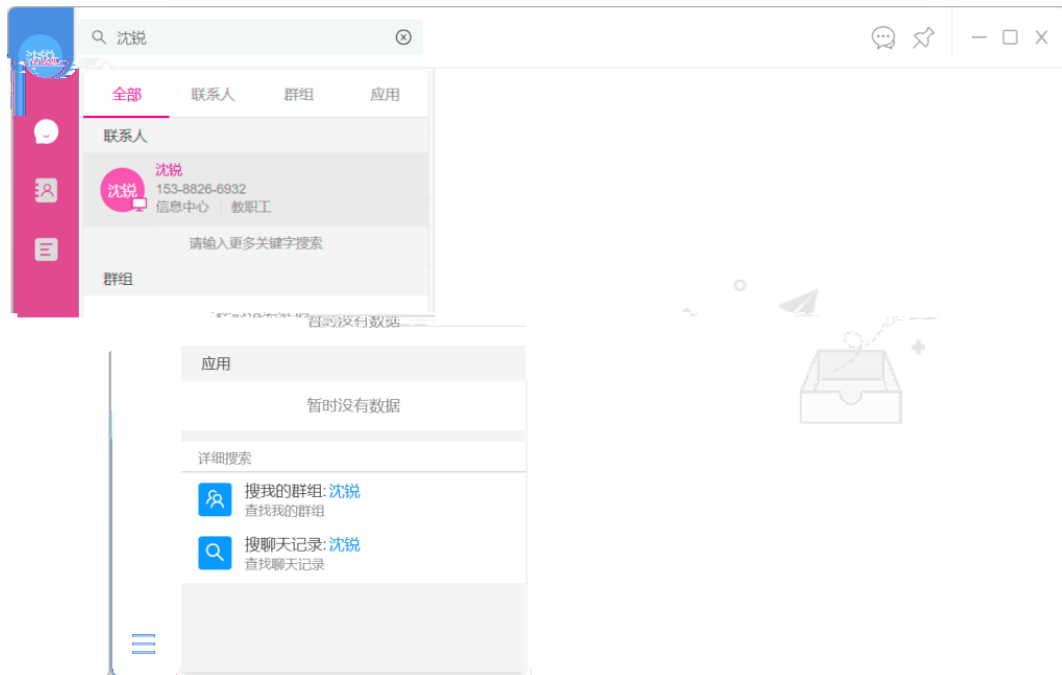 沈锐
沈锐
全部 联系人 群组 应用
联系人
沈锐
沈锐
153-8826-6932
信息中心 教职工
请输入更多关键字搜索
群组
暂时没有数据
应用
暂时没有数据
详细搜索
搜我的群组:沈锐
查找我的群组
搜聊天记录:沈锐
查找聊天记录